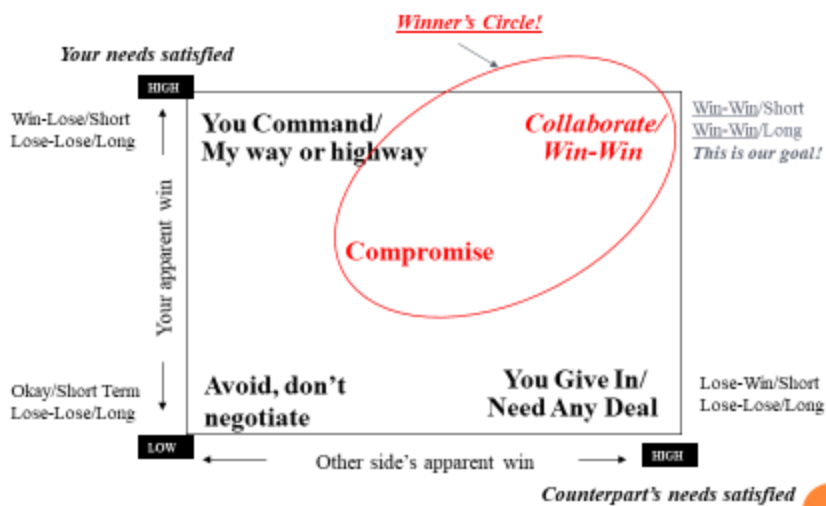 Winner's Circle!
Your needs satisfied
HIGH
Win-Lose/Short
Lose-Lose/Long
You Command/
My way or highway
Collaborate/
Win-Win
Win-Win/Short
Win-Win/Long
This is our goal!
Your apparent win
Compromise
Okay/Short Term
Lose-Lose/Long
Avoid, don't
negotiate
You Give In/
Need Any Deal
Lose-Win/Short
Lose-Lose/Long
LOW
Other side's apparent win
HIGH
Counterpart's needs satisfied